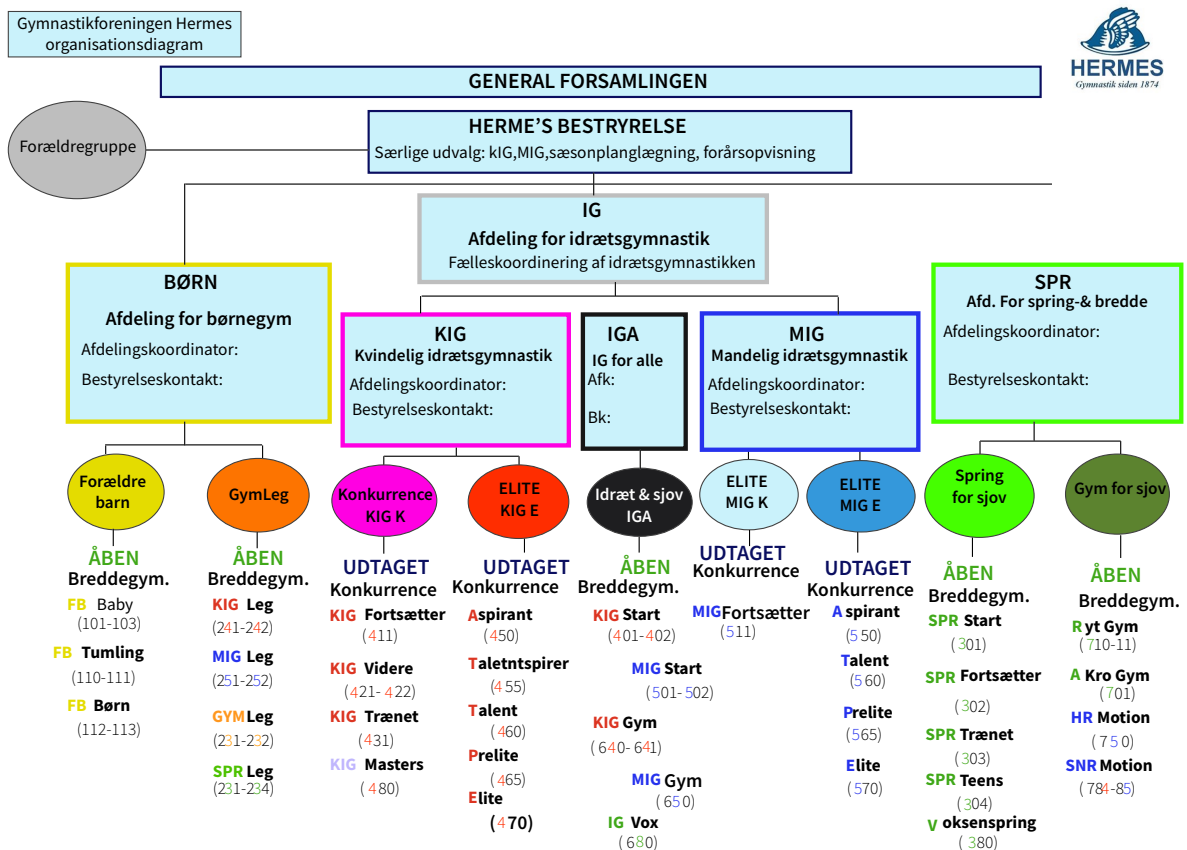 Gymnastikforeningen Hermes
organisationsdiagram
HERMES
Gymnastik siden 1874
GENERAL FORSAMLINGEN
Forældregruppe
HERME'S BESTRYRELSE
Særlige udvalg: kIG,MIG,sæsonplanglægning, forårsopvisning
IG
Afdeling for idrætsgymnastik
Fælleskoordinering af idrætsgymnastikken
BØRN
Afdeling for børnegym
Afdelingskoordinator:
Bestyrelseskontakt:
KIG
Kvindelig idrætsgymnastik
Afdelingskoordinator:
Bestyrelseskontakt:
IGA
IG for alle
Afk:
Bk:
MIG
Mandelig idrætsgymnastik
Afdelingskoordinator:
Bestyrelseskontakt:
SPR
Afd. For spring-& bredde
Afdelingskoordinator:
Bestyrelseskontakt:
Forældre
barn
ÅBEN
Breddegym.
FB Baby
(101-103)
FB Tumling
(110-111)
FB Børn
(112-113)
GymLeg
ÅBEN
Breddegym.
KIG Leg
(241-242)
MIG Leg
(251-252)
GYM Leg
(231-232)
SPR Leg
(231-234)
Konkurrence
KIG K
UDTAGET
Konkurrence
KIG Fortsætter
(411)
KIG Videre
(421- 422)
KIG Trænet
(431)
KIG Masters
(480)
ELITE
KIG E
UDTAGET
Konkurrence
Aspirant
(450)
Taletntspirer
(455)
Talent
(460)
Prelite
(465)
Elite
(470)
Idræt & sjov
IGA
ÅBEN
Breddegym.
KIG Start
(401-402)
MIG Start
(501-502)
KIG Gym
(640-641)
MIG Gym
(650)
IG Vox
(680)
ELITE
MIG K
UDTAGET
Konkurrence
MIG Fortsætter
(511)
ELITE
MIG E
UDTAGET
Konkurrence
A spirant
(550)
Talent
(560)
Prelite
(565)
Elite
(570)
Spring
for sjov
ÅBEN
Breddegym.
SPR Start
(301)
SPR Fortsætter
(302)
SPR Trænet
(303)
SPR Teens
(304)
V oksenspring
(380)
Gym for sjov
ÅBEN
Breddegym.
R yt Gym
(710-11)
A Kro Gym
(701)
HR Motion
(750)
SNR Motion
(784-85)